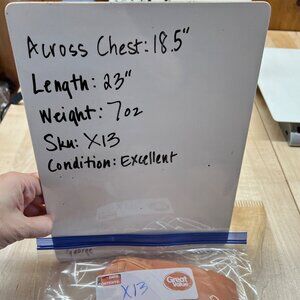 Across Chest: 18.5"
Length: 23"
Weight: 7oz
Sku: X13
Condition: Excellent
X13
Great Value